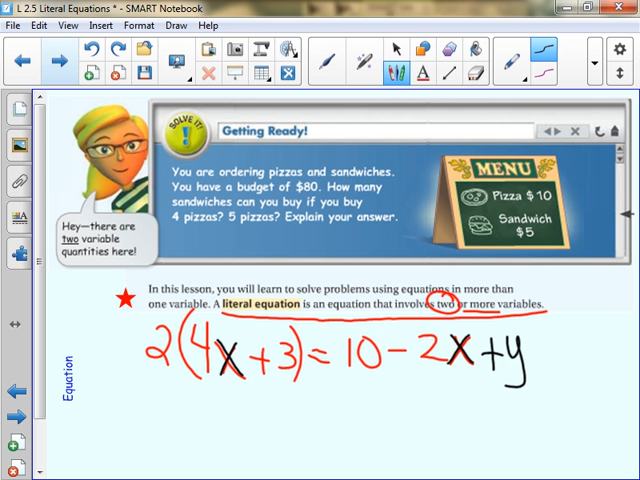 L 2.5 Literal Equations * - SMART Notebook
File Edit View Insert Format Draw Help
SOLVE IT!
Getting Ready!
You are ordering pizzas and sandwiches.
You have a budget of $80. How many
sandwiches can you buy if you buy
4 pizzas? 5 pizzas? Explain your answer.
MENU
Pizza $10
Sandwich
$5
Hey—there are
two variable
quantities here!
In this lesson, you will learn to solve problems using equations in more than
one variable. A literal equation is an equation that involves two or more variables.
2(4x+3)=10-2x+y
Equation